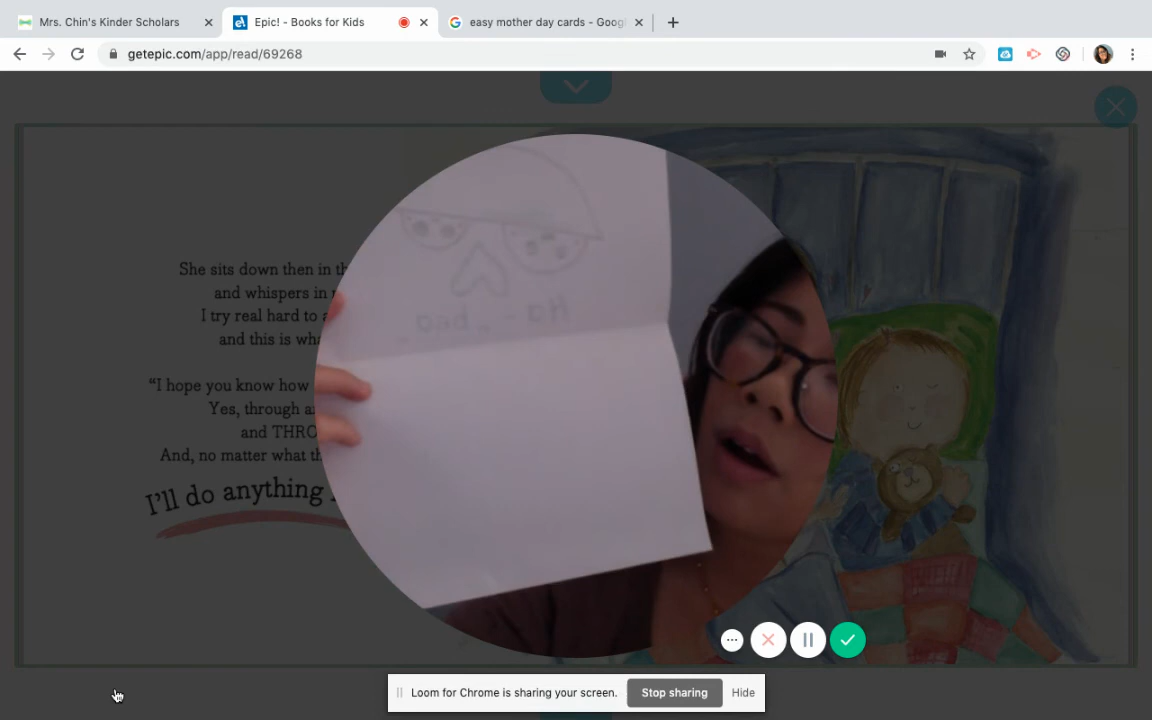 Mrs. Chin's Kinder Scholars
Epic! - Books for Kids
easy mother day cards - Goog
getepic.com/app/read/69268
She sits down then in th
and whispers in
I try real hard to
and this is wha
"I hope you know how
Yes, through a
and THRO
And, no matter what th
I'll do anything
Loom for Chrome is sharing your screen.
Stop sharing
Hide